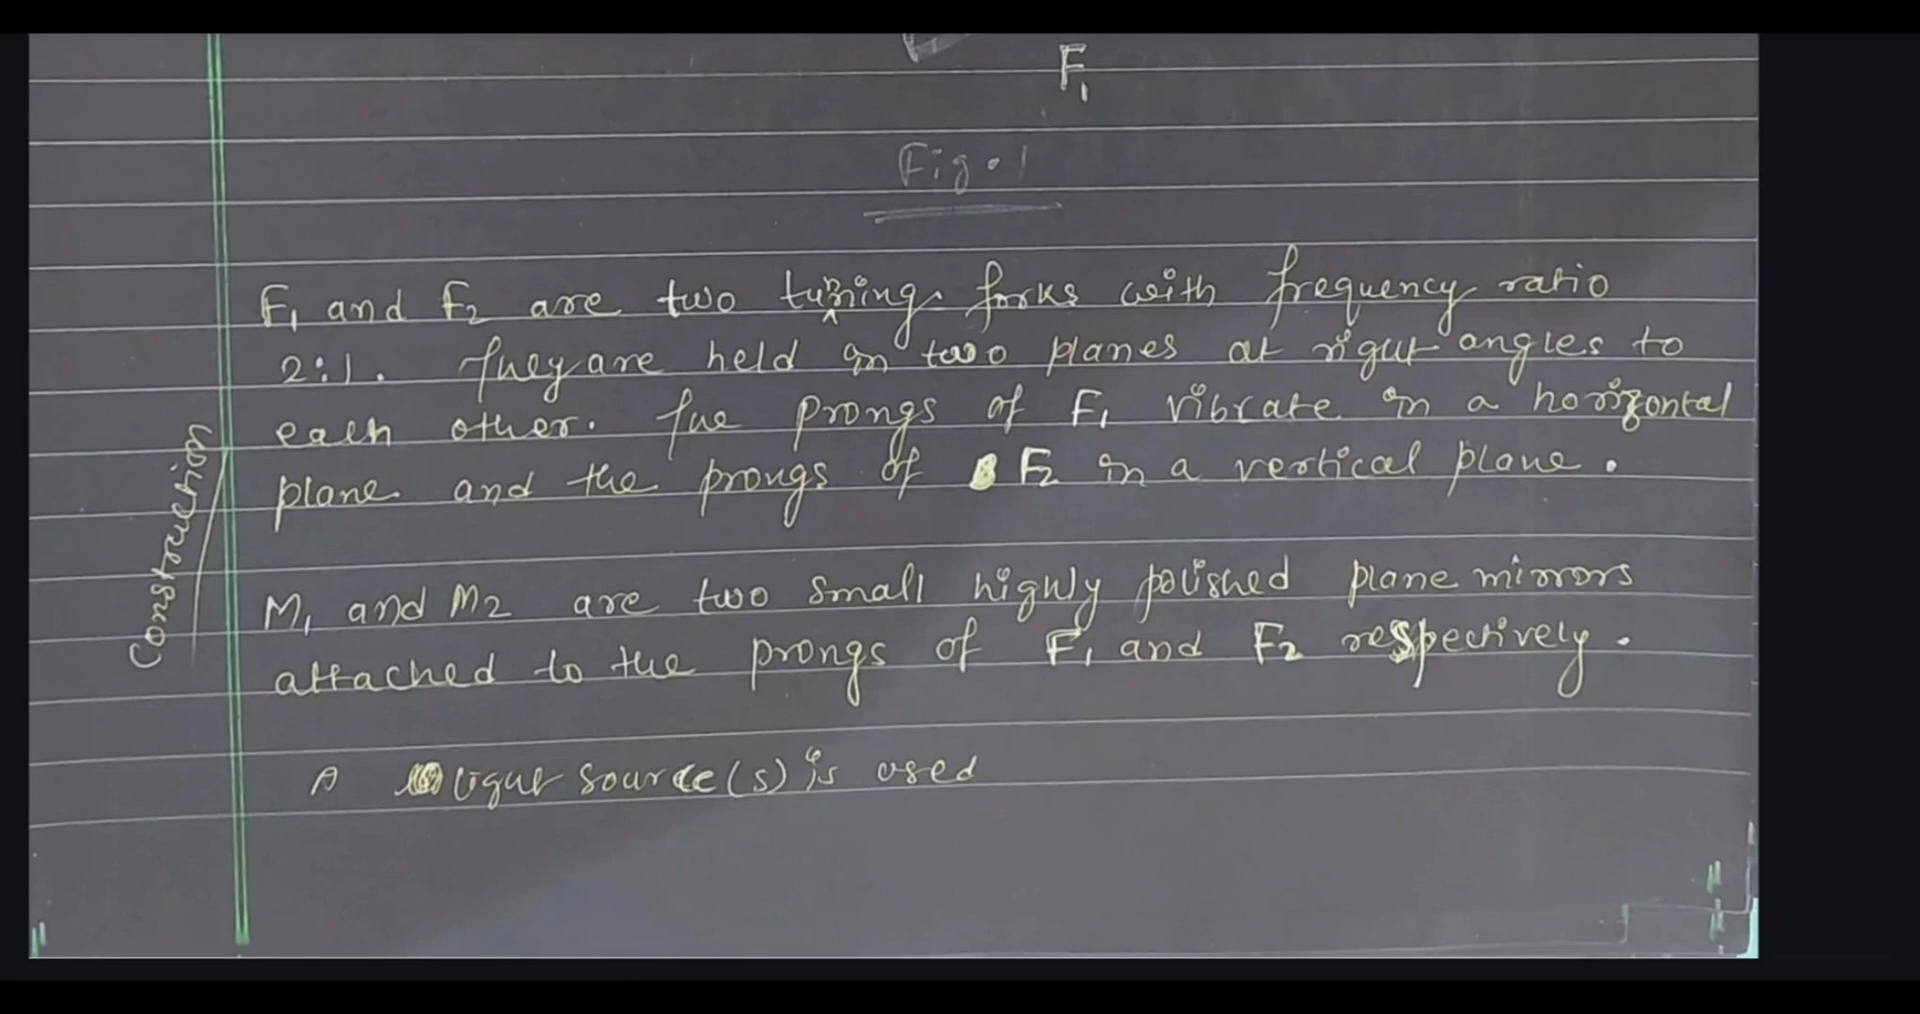 F1
Fig. 1
F1 and F2 are two tuning forks with frequency ratio
2:1. They are held in two planes at right angles to
each other. The prongs of F1 vibrate in a horizontal
plane and the prongs of F2 in a vertical plane.
Construction
M1 and M2 are two small highly polished plane mirrors
attached to the prongs of F1 and F2 respectively.
A light source (s) is used